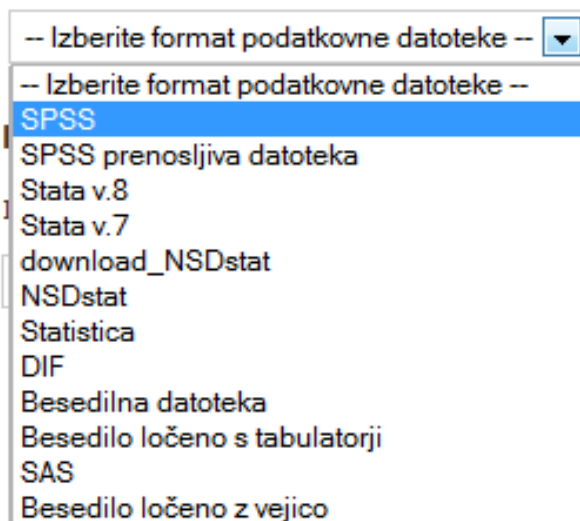 -- Izberite format podatkovne datoteke --
-- Izberite format podatkovne datoteke --
SPSS
SPSS prenosljiva datoteka
Stata v.8
Stata v.7
download_NSDstat
NSDstat
Statistica
DIF
Besedilna datoteka
Besedilo ločeno s tabulatorji
SAS
Besedilo ločeno z vejico